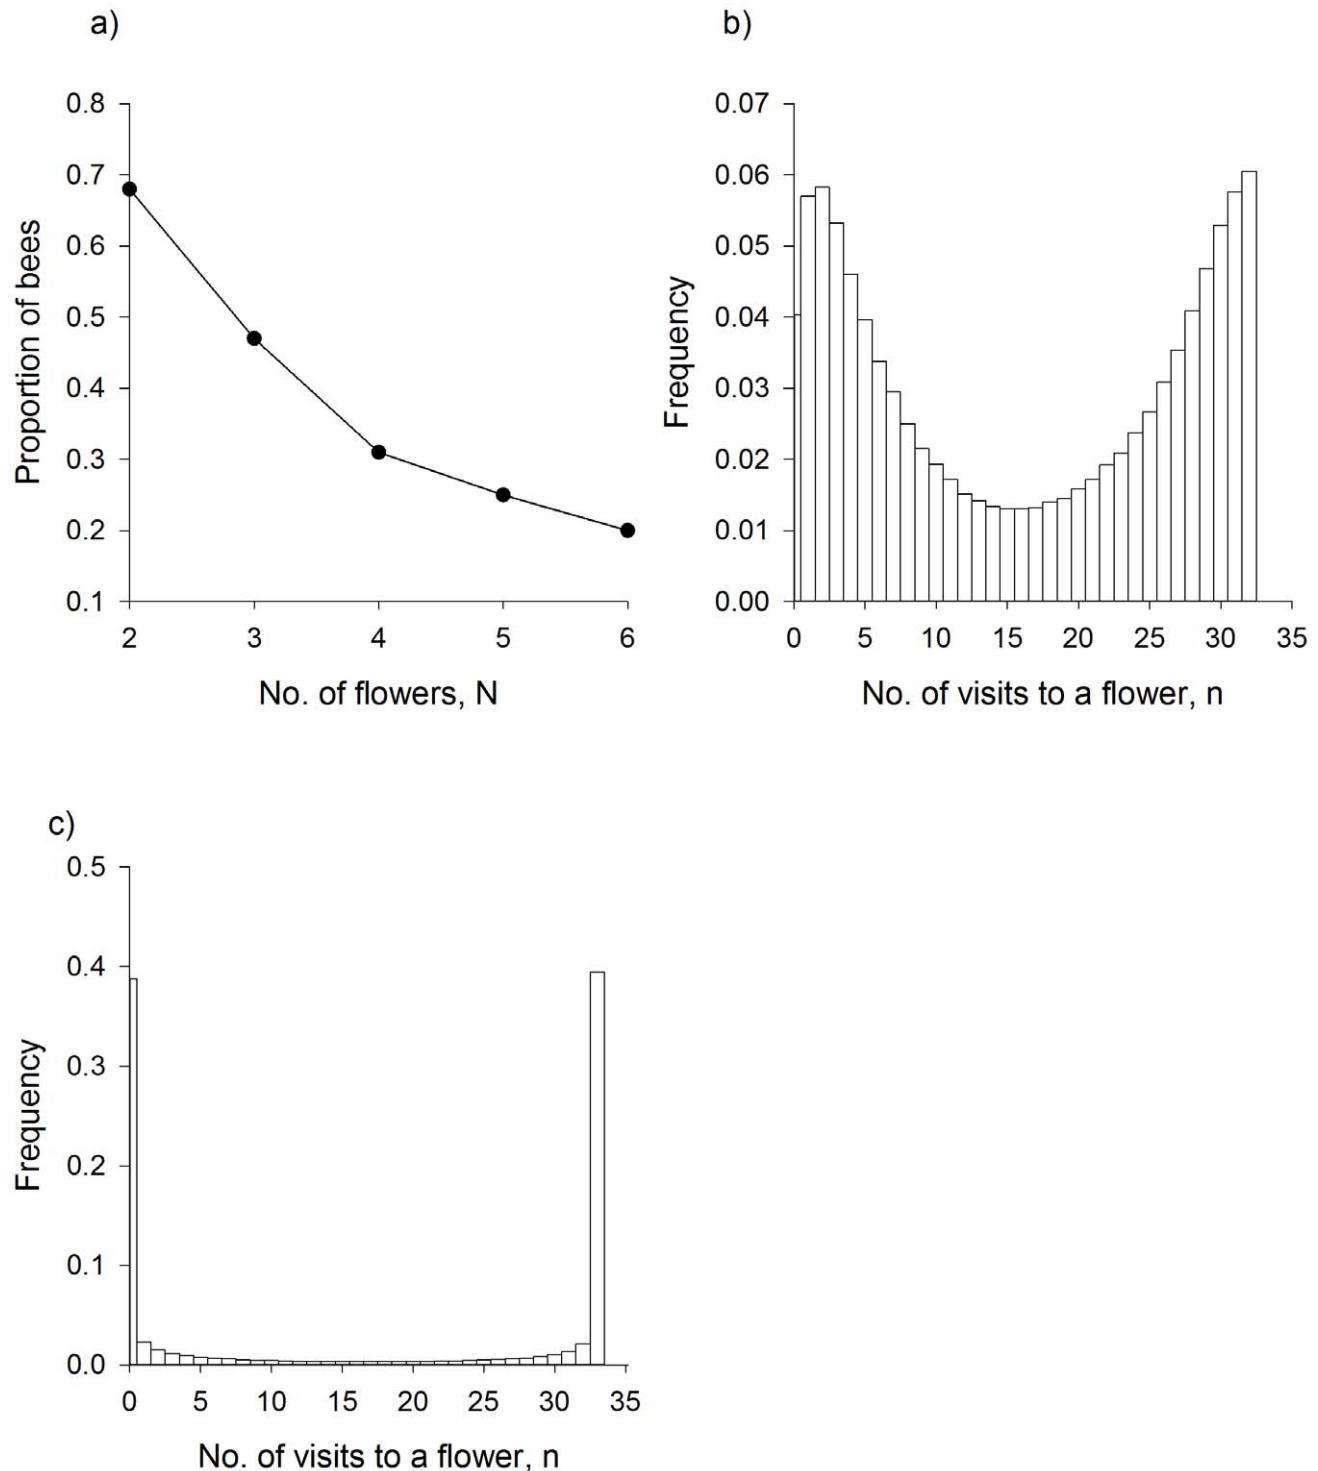 a)
0.8
0.7
0.6
0.5
0.4
0.3
0.2
0.1
Proportion of bees
2 3 4 5 6
No. of flowers, N
b)
0.07
0.06
0.05
0.04
0.03
0.02
0.01
0.00
Frequency
0 5 10 15 20 25 30 35
No. of visits to a flower, n
c)
0.5
0.4
0.3
0.2
0.1
0.0
Frequency
0 5 10 15 20 25 30 35
No. of visits to a flower, n